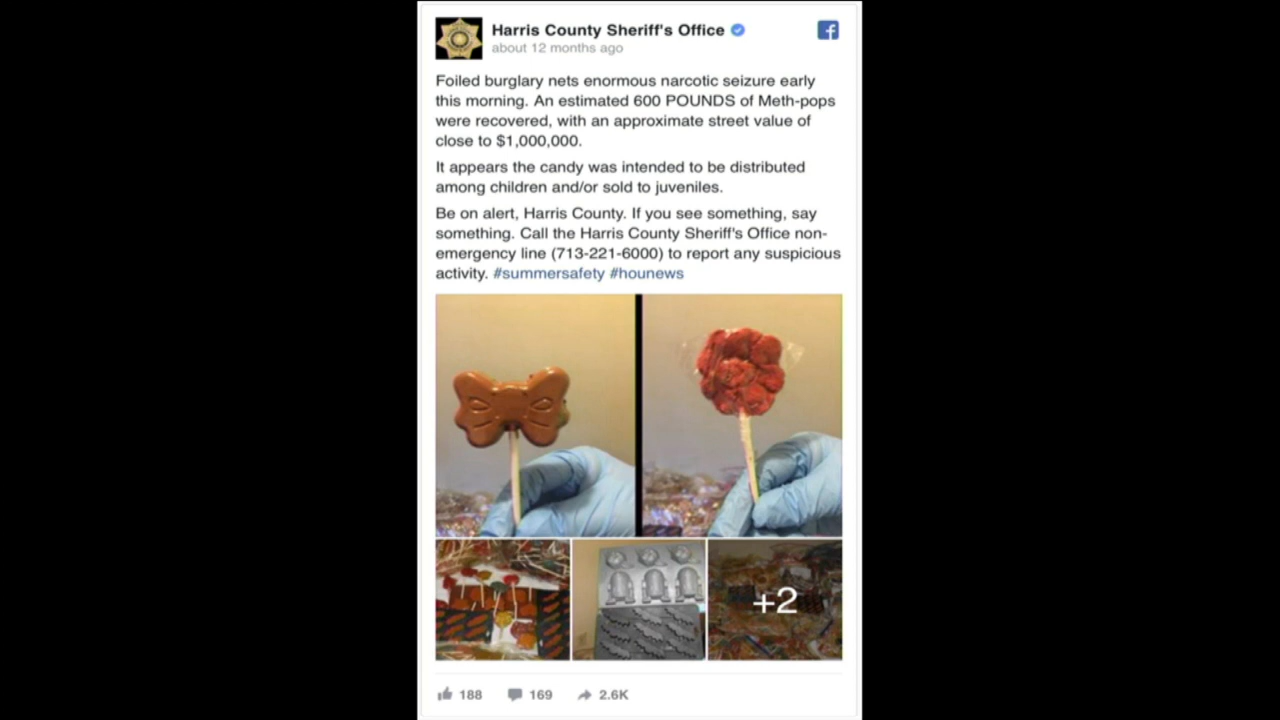 Harris County Sheriff's Office
about 12 months ago
Foiled burglary nets enormous narcotic seizure early
this morning. An estimated 600 POUNDS of Meth-pops
were recovered, with an approximate street value of
close to $1,000,000.
It appears the candy was intended to be distributed
among children and/or sold to juveniles.
Be on alert, Harris County. If you see something, say
something. Call the Harris County Sheriff's Office non-
emergency line (713-221-6000) to report any suspicious
activity. #summersafety #hounews
+2
188 169 2.6K